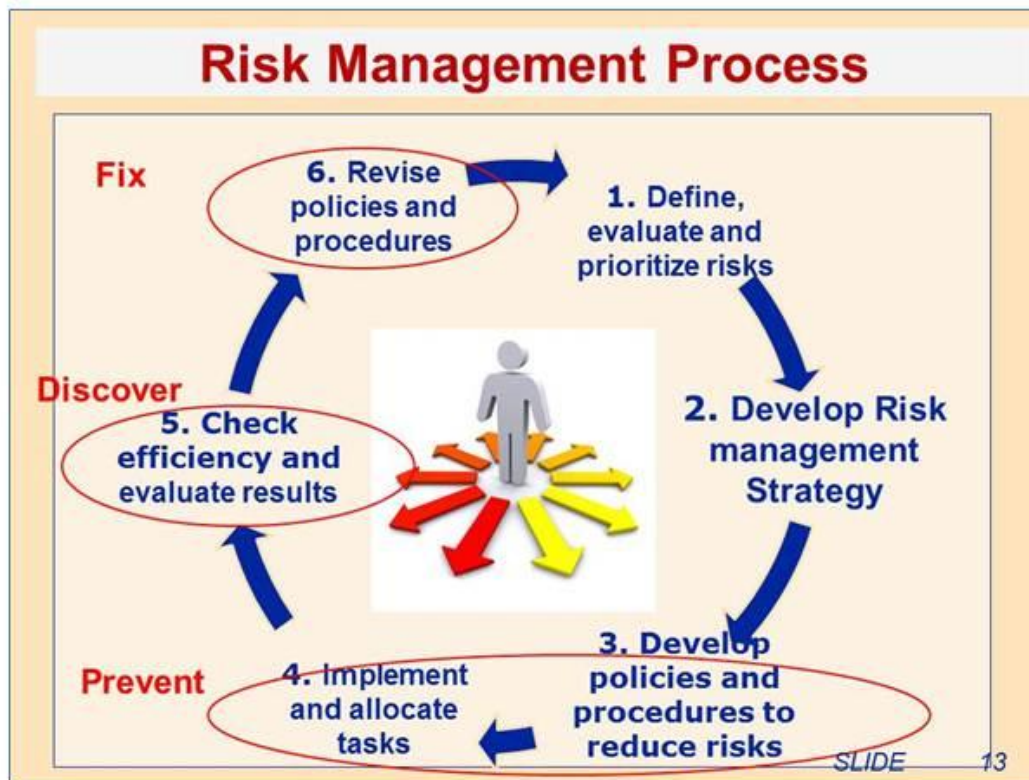 Risk Management Process
Fix
6. Revise
policies and
procedures
1. Define,
evaluate and
prioritize risks
2. Develop Risk
management
Strategy
3. Develop
policies and
procedures to
reduce risks
Prevent
4. Implement
and allocate
tasks
Discover
5. Check
efficiency and
evaluate results
SLIDE 13